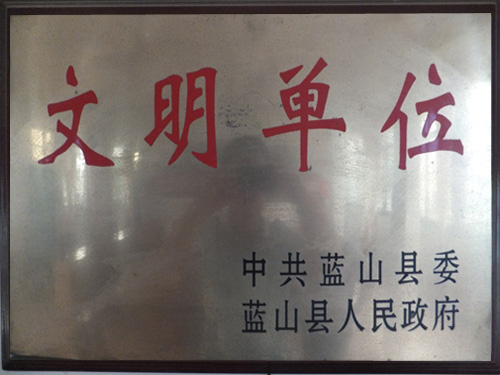 文明单位
中共蓝山县委
蓝山县人民政府